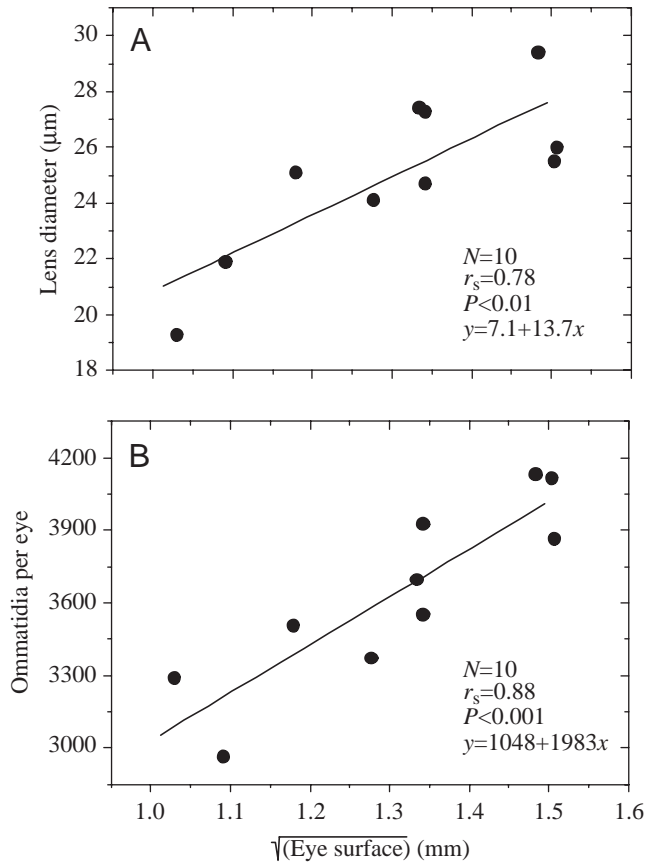 A
30
28
26
24
22
20
18
Lens diameter (μm)
N=10
rs=0.78
P<0.01
y=7.1+13.7x
B
4200
3900
3600
3300
3000
Ommatidia per eye
N=10
rs=0.88
P<0.001
y=1048+1983x
1.0 1.1 1.2 1.3 1.4 1.5 1.6
√(Eye surface) (mm)